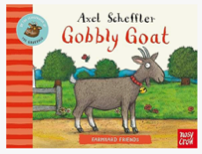 Axel Scheffler
Gobbly Goat
FARMYARD FRIENDS
nosy
Crow